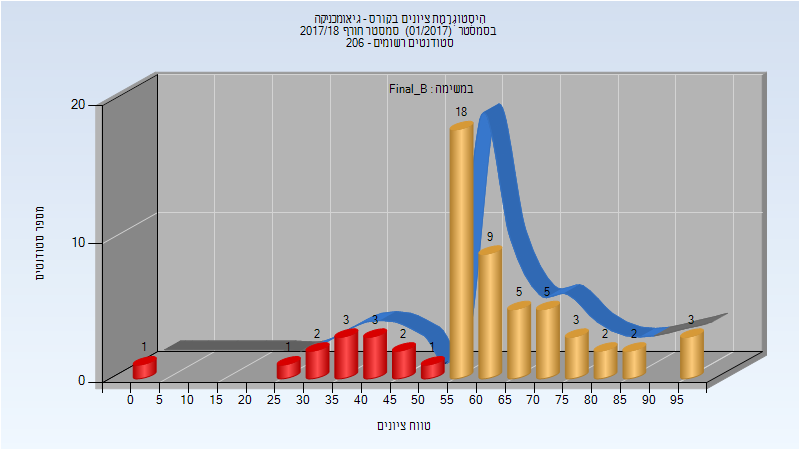 היסטוגרמת ציונים בקורס - גיאומכניקה
בסמסטר (01/2017) סמסטר חורף 2017/18
סטודנטים רשומים - 206
במשימה : Final_B
מספר סטודנטים
20
10
0
1 1 2 3 3 2 1 18 9 5 5 3 2 2 3
0 5 10 15 20 25 30 35 40 45 50 55 60 65 70 75 80 85 90 95
טווח ציונים